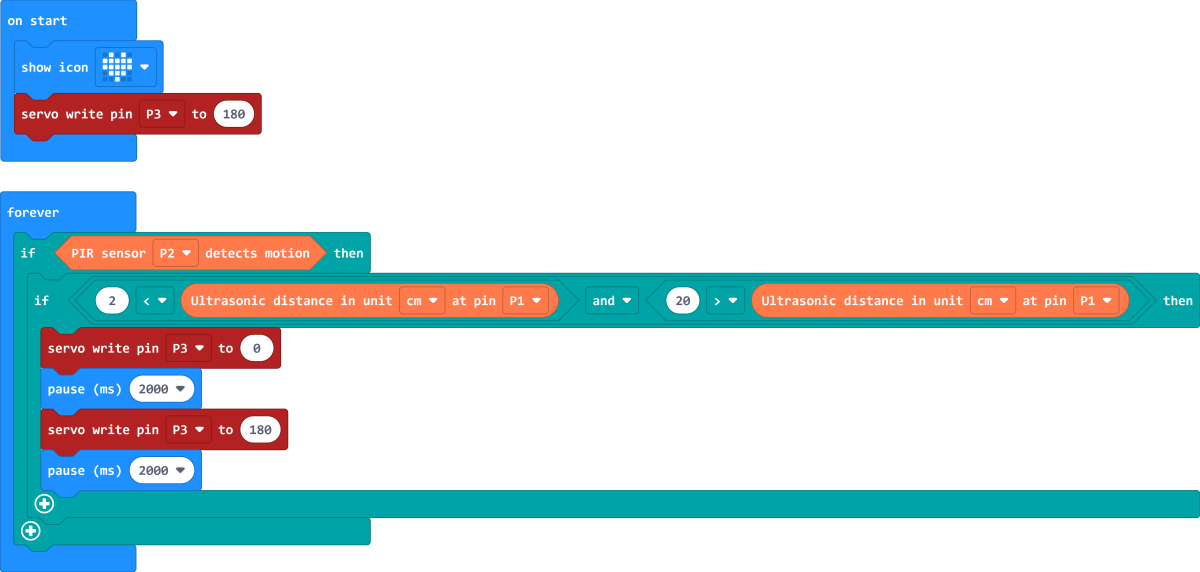 on start
show icon
servo write pin P3 to 180
forever
if PIR sensor P2 detects motion then
if 2 < Ultrasonic distance in unit cm at pin P1 and 20 > Ultrasonic distance in unit cm at pin P1 then
servo write pin P3 to 0
pause (ms) 2000
servo write pin P3 to 180
pause (ms) 2000